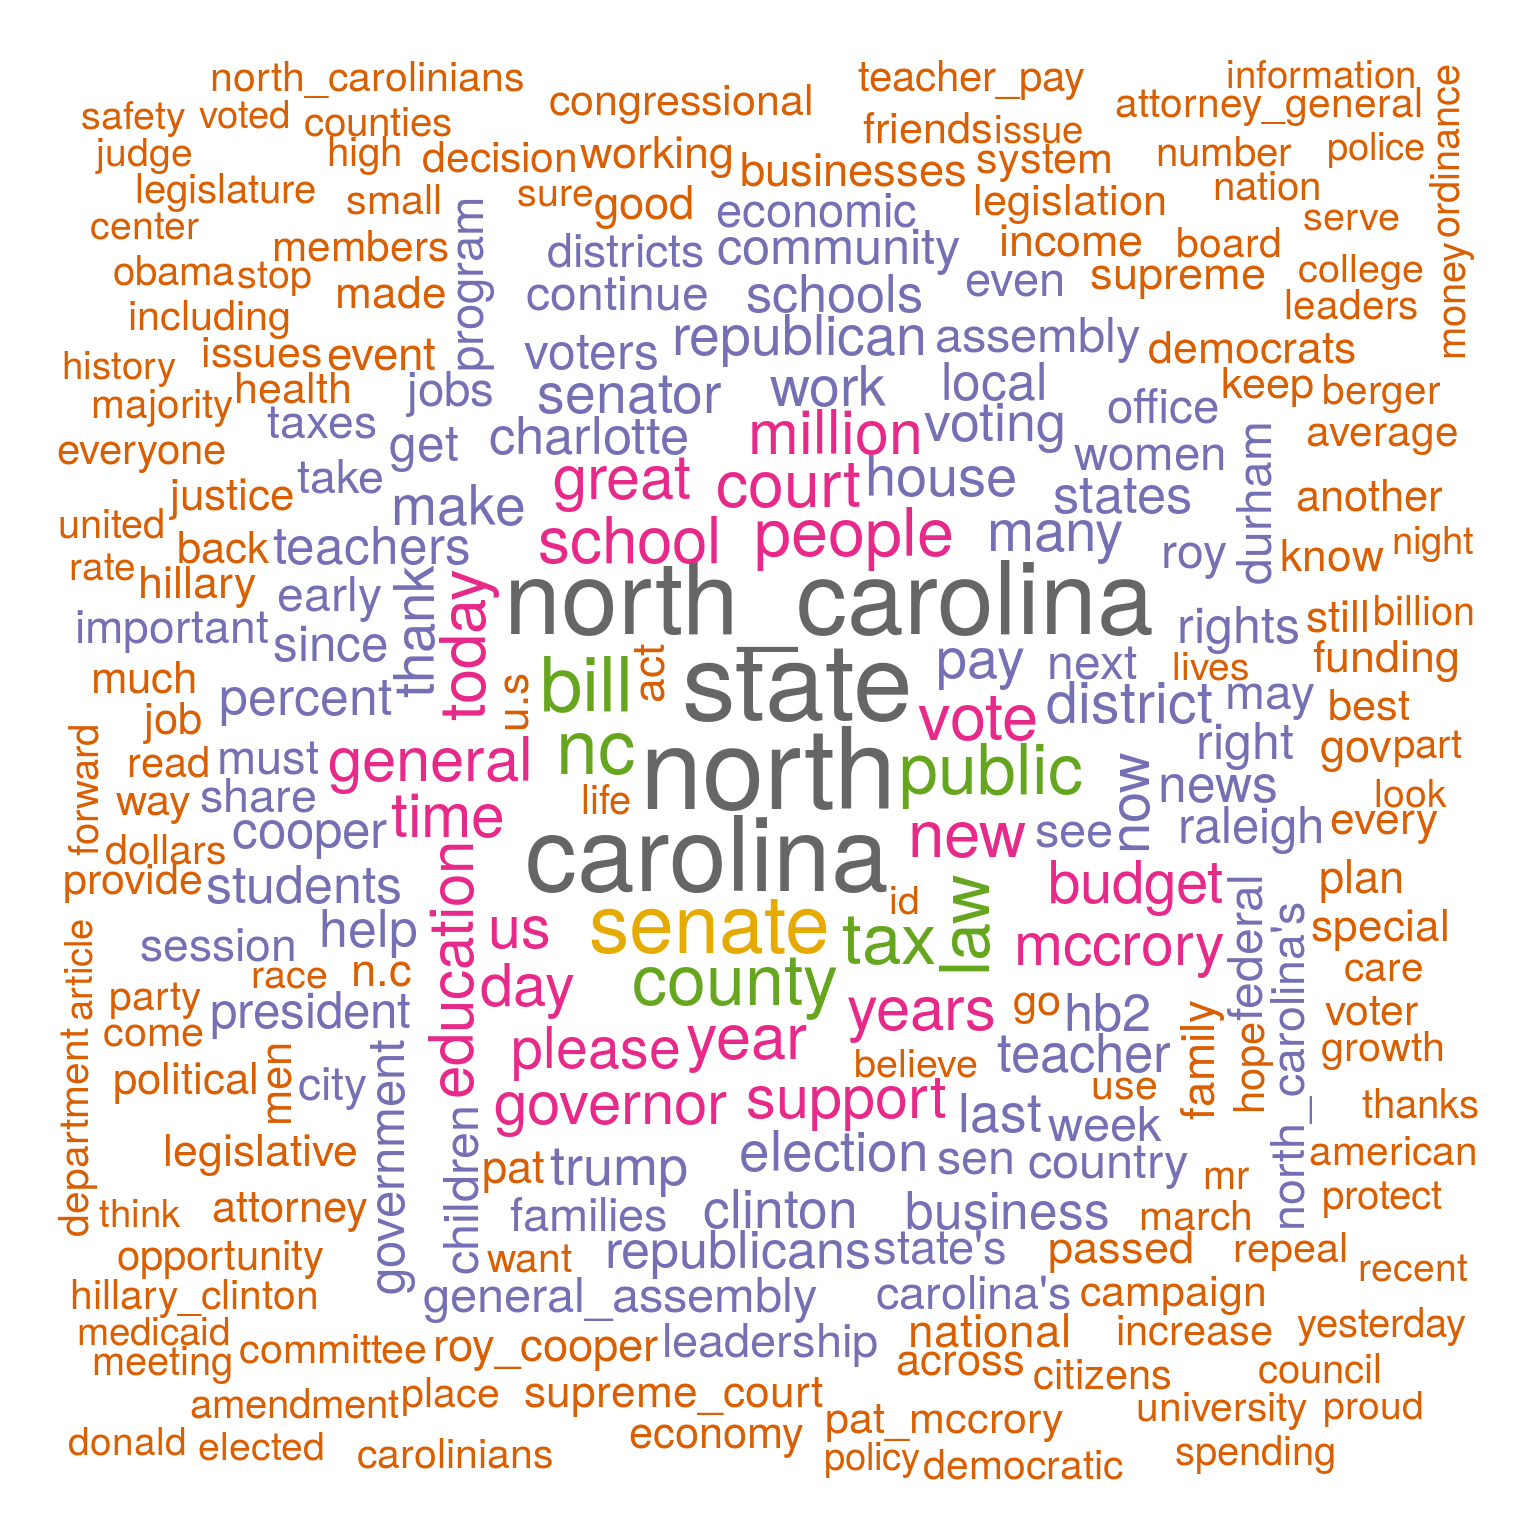 north_carolinians
teacher_pay
information
congressional
attorney_general
safety
voted
counties
friends
issue
ordinance
judge
high
decision
working
businesses
system
number
police
legislature
small
sure
good
economic
legislation
nation
serve
center
members
program
districts
community
income
board
obama
stop
made
continue
schools
even
supreme
college
leaders
money
including
history
issues
event
voters
republican
assembly
democrats
majority
health
jobs
senator
work
local
keep
berger
everyone
taxes
get
charlotte
million
voting
office
average
justice
take
make
great
court
house
women
states
durham
another
united
back
teachers
school
people
many
roy
know
night
rate
hillary
early
thank
today
north_carolina
rights
still
billion
important
since
bill
act
state
pay
next
lives
funding
much
percent
u.s
vote
district
may
best
job
forward
read
must
general
nc
north
public
now
right
gov
part
way
share
life
news
look
dollars
cooper
time
carolina
new
see
raleigh
every
provide
students
education
id
budget
plan
session
help
us
senate
tax
law
mccrory
federal
north_carolina's
special
article
race
n.c
day
county
care
party
president
years
go
hb2
voter
come
please
year
believe
teacher
family
hope
growth
department
political
men
city
government
governor
support
use
thanks
legislative
children
pat
trump
election
last
week
sen
country
mr
american
think
attorney
families
clinton
business
march
protect
opportunity
want
republicans
state's
passed
repeal
recent
hillary_clinton
general_assembly
carolina's
campaign
medicaid
meeting
committee
roy_cooper
leadership
national
increase
yesterday
across
citizens
council
amendment
place
supreme_court
economy
pat_mccrory
university
proud
donald
elected
carolinians
policy
democratic
spending